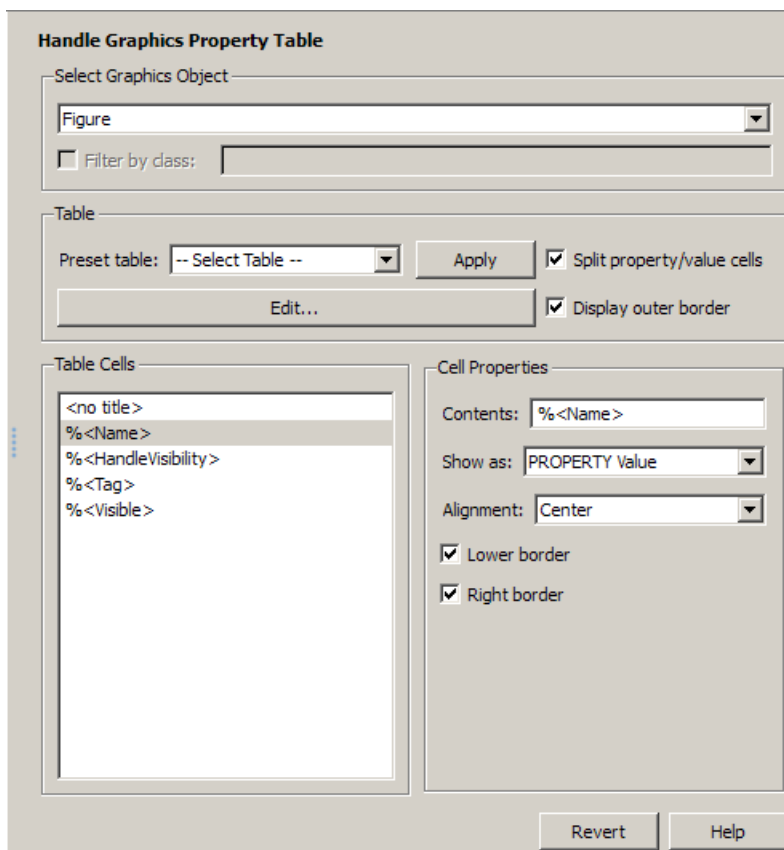 Handle Graphics Property Table
Select Graphics Object
Figure
Filter by class:
Table
Preset table: -- Select Table -- Apply Split property/value cells
Edit... Display outer border
Table Cells
<no title>
%<Name>
%<HandleVisibility>
%<Tag>
%<Visible>
Cell Properties
Contents: %<Name>
Show as: PROPERTY Value
Alignment: Center
Lower border
Right border
Revert Help